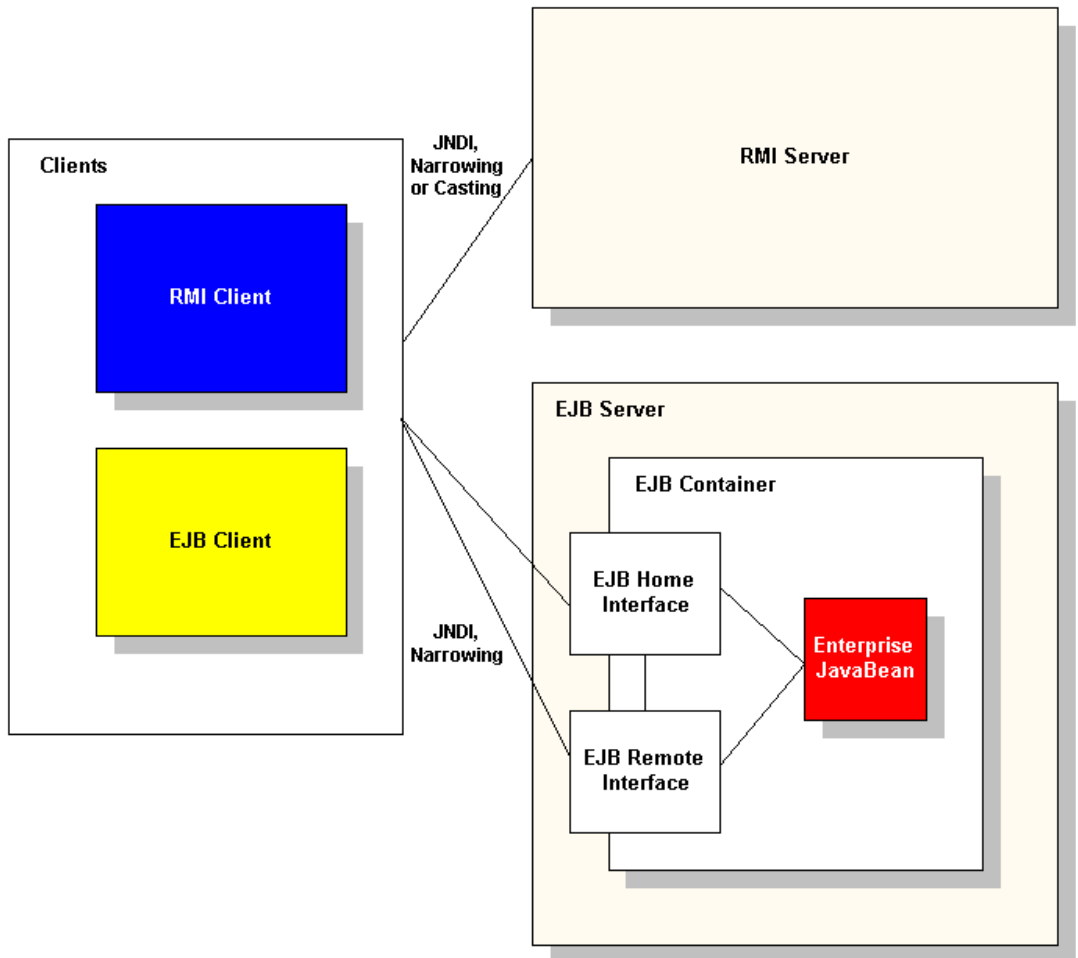 Clients
RMI Client
EJB Client
JNDI,
Narrowing
or Casting
JNDI,
Narrowing
RMI Server
EJB Server
EJB Container
EJB Home
Interface
EJB Remote
Interface
Enterprise
JavaBean